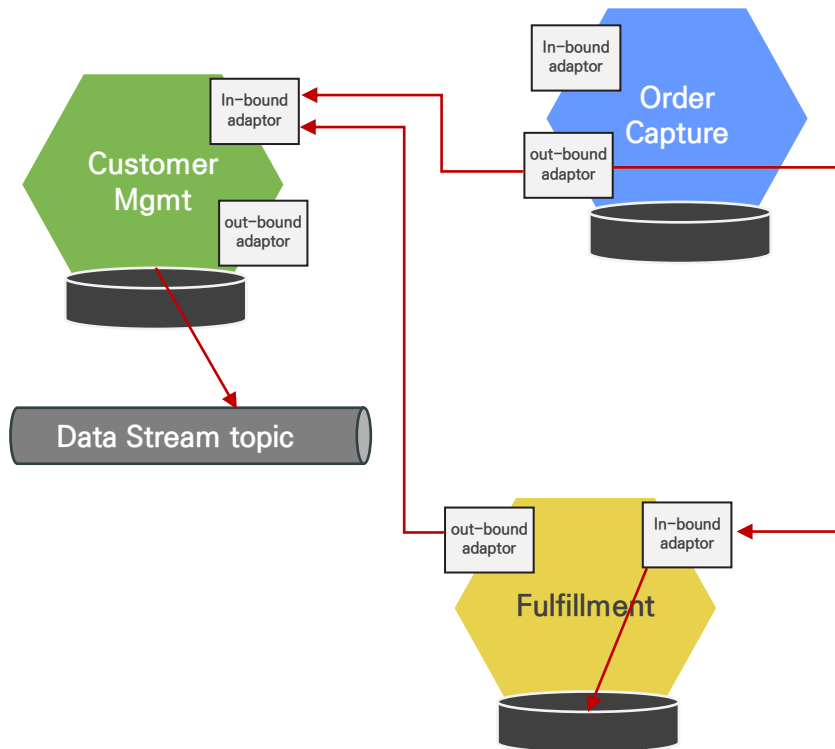 In-bound
adaptor
Order
Capture
out-bound
adaptor
In-bound
adaptor
Customer
Mgmt
out-bound
adaptor
Data Stream topic
out-bound
adaptor
In-bound
adaptor
Fulfillment